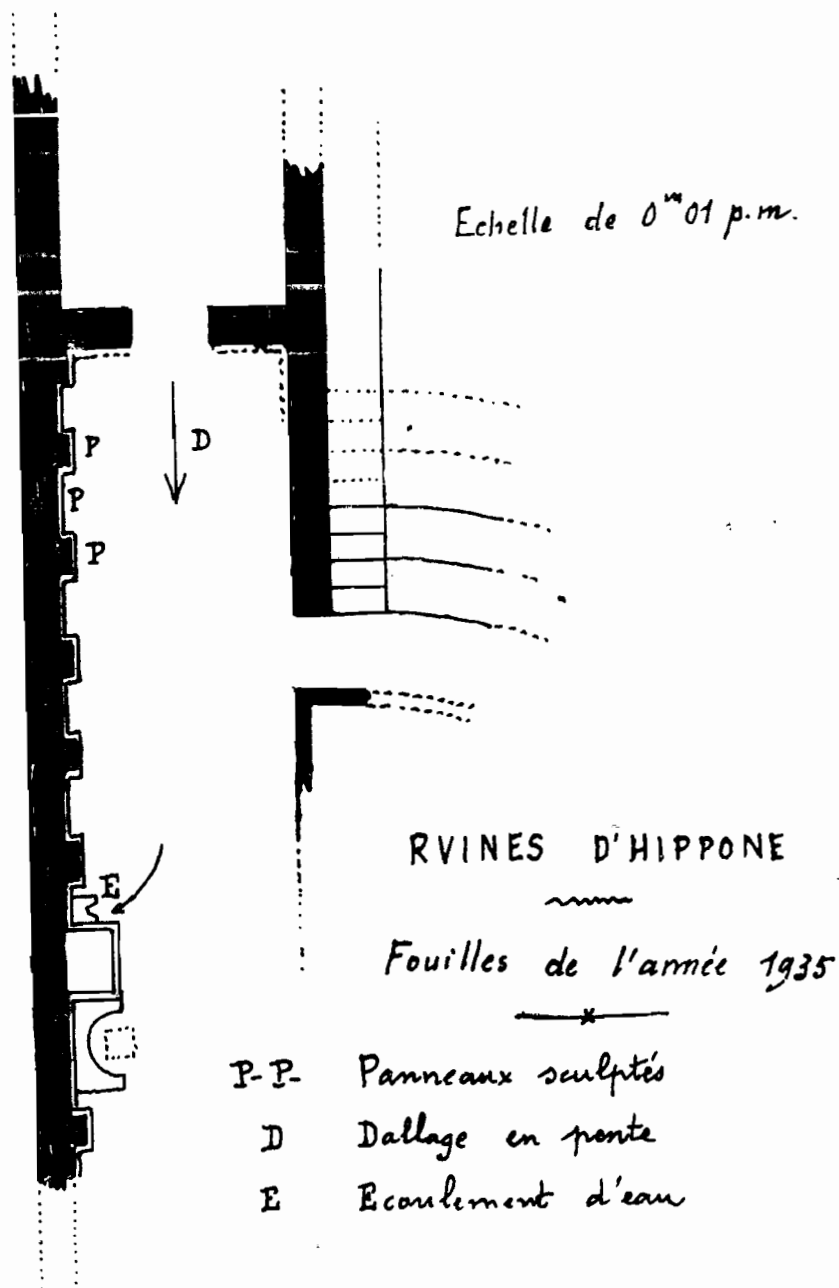 Echelle de 0ᵐ01 p.m.
P
D
P
P
E
RVINES D'HIPPONE
Fouilles de l'année 1935
P-P- Panneaux sculptés
D Dallage en pente
E Ecoulement d'eau